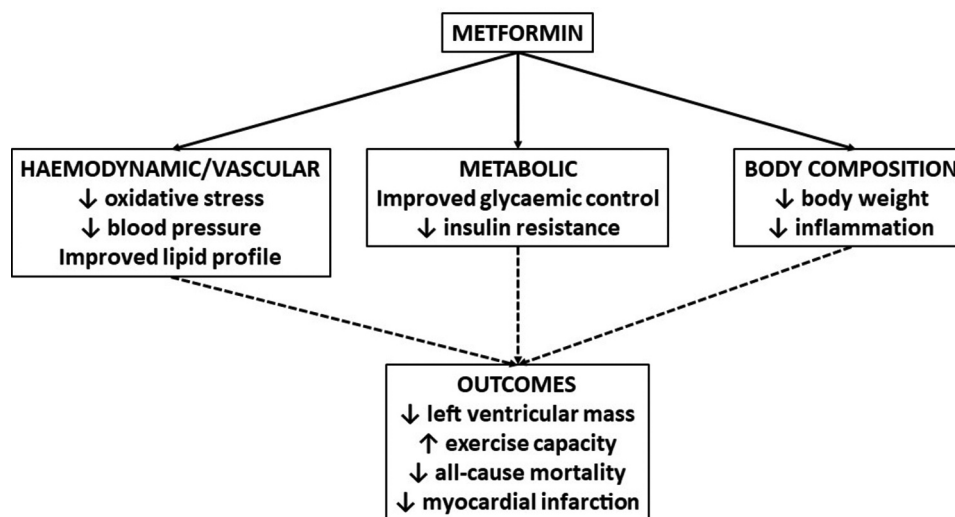 METFORMIN
HAEMODYNAMIC/VASCULAR
↓ oxidative stress
↓ blood pressure
Improved lipid profile
METABOLIC
Improved glycaemic control
↓ insulin resistance
BODY COMPOSITION
↓ body weight
↓ inflammation
OUTCOMES
↓ left ventricular mass
↑ exercise capacity
↓ all-cause mortality
↓ myocardial infarction